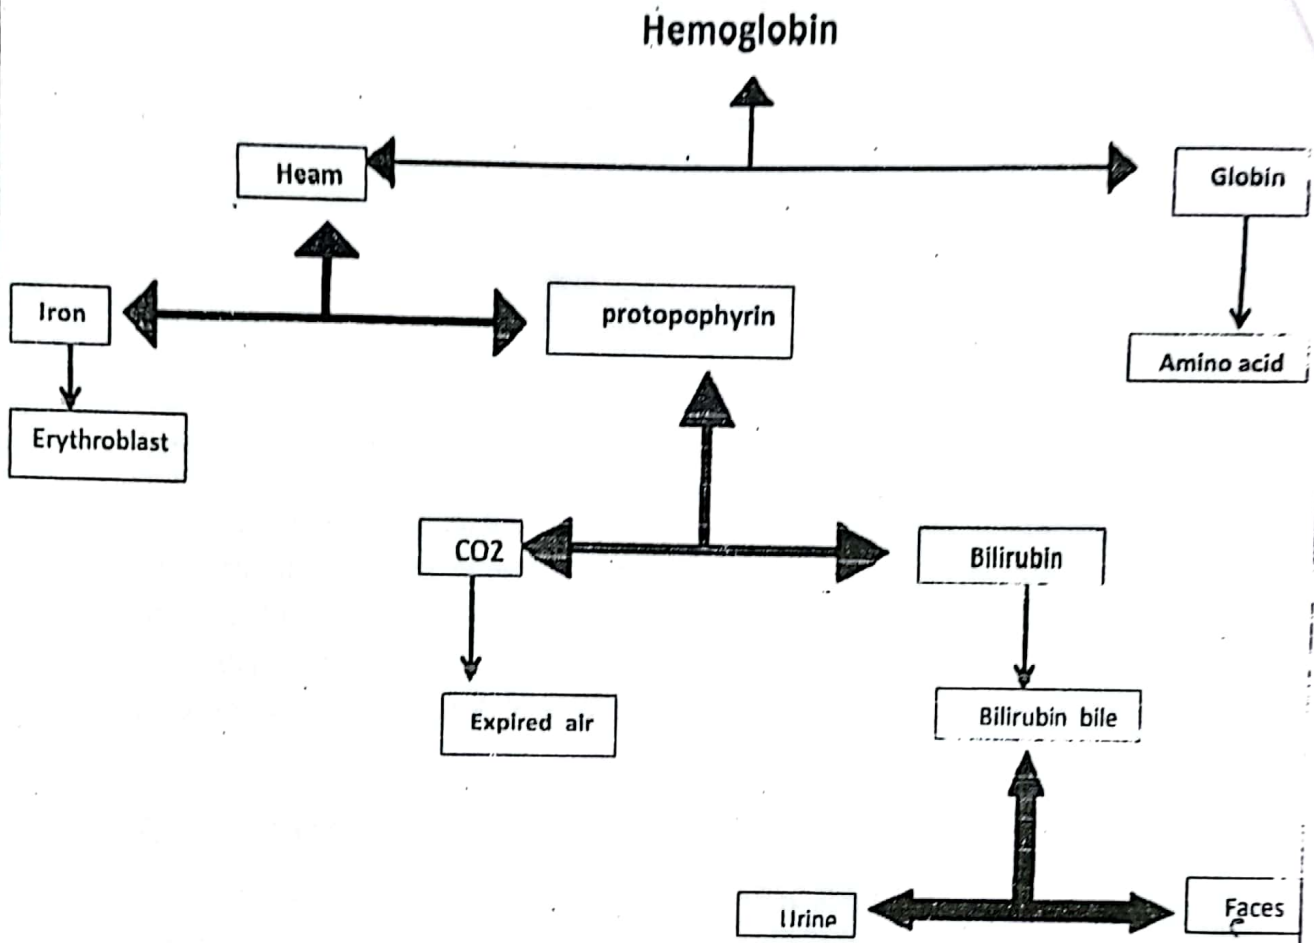 Hemoglobin
Heam
Globin
Iron
protopophyrin
Amino acid
Erythroblast
CO2
Bilirubin
Expired air
Bilirubin bile
Urine
Faces